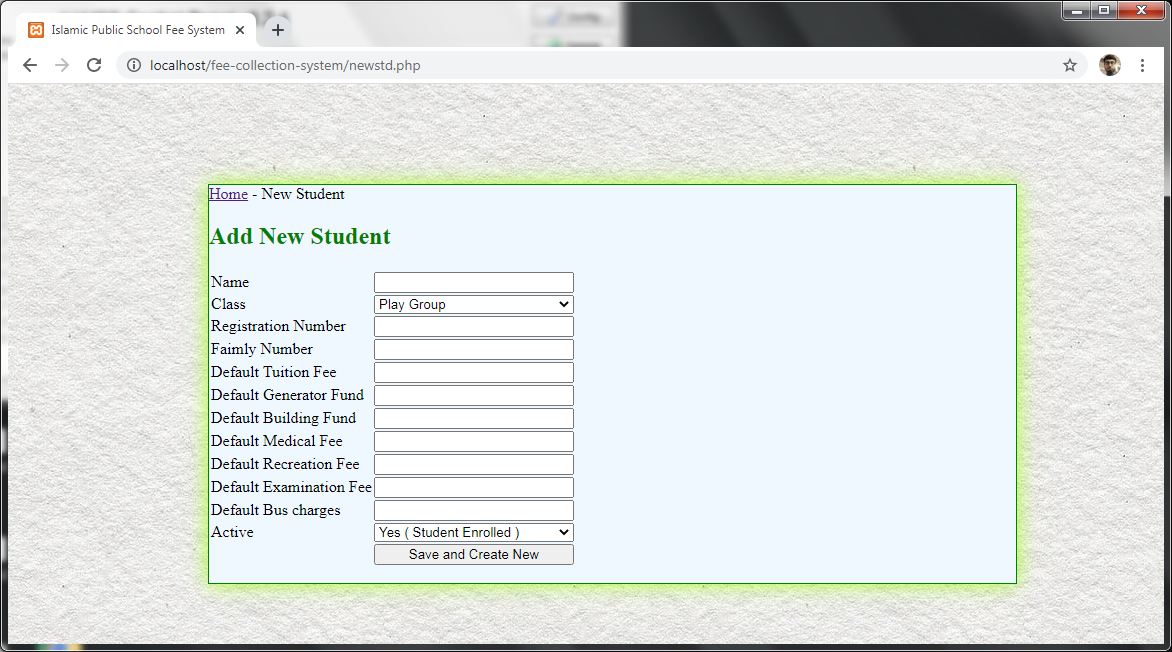 Islamic Public School Fee System
localhost/fee-collection-system/newstd.php
Home - New Student
Add New Student
Name
Class Play Group
Registration Number
Faimly Number
Default Tuition Fee
Default Generator Fund
Default Building Fund
Default Medical Fee
Default Recreation Fee
Default Examination Fee
Default Bus charges
Active Yes ( Student Enrolled )
Save and Create New